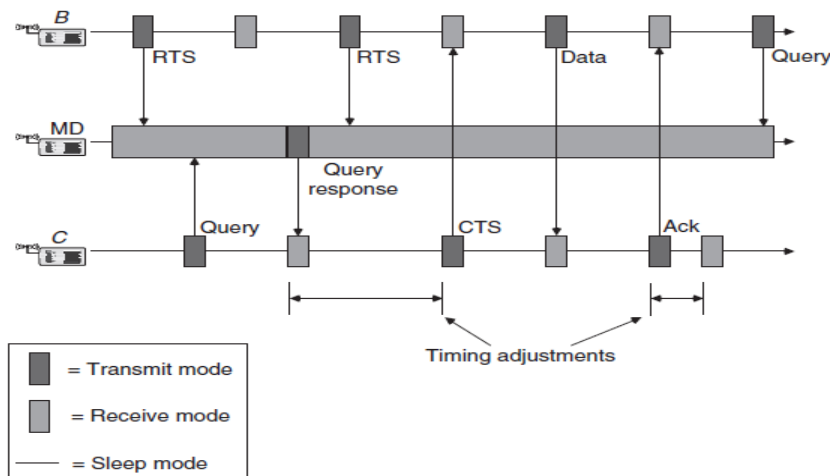 B
RTS
RTS
Data
Query
MD
Query
response
C
Query
CTS
Ack
Timing adjustments
= Transmit mode
= Receive mode
= Sleep mode